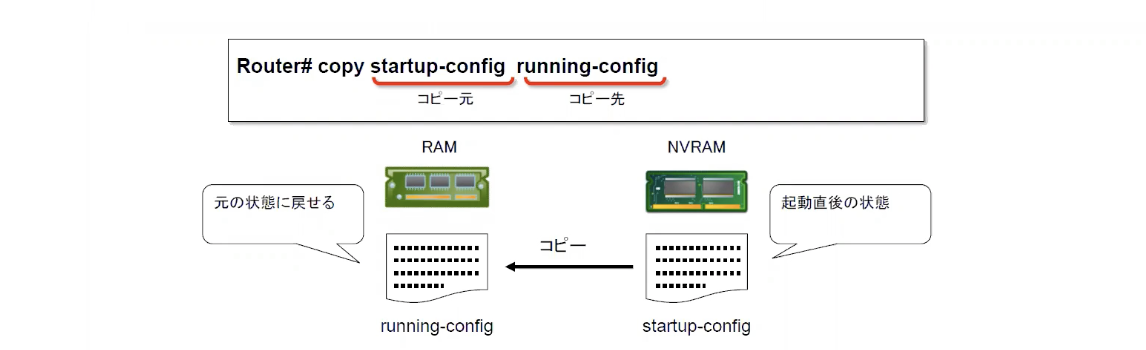 Router# copy startup-config running-config
コピー元
コピー先
RAM
NVRAM
元の状態に戻せる
起動直後の状態
コピー
running-config
startup-config